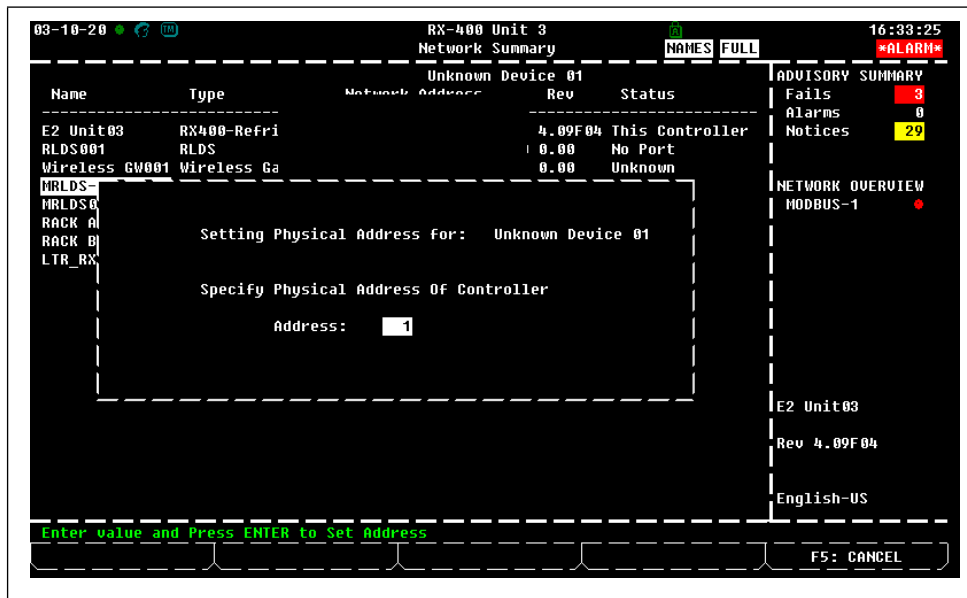 03-10-20 TM RX-400 Unit 3 16:33:25
Network Summary NAMES FULL *ALARM*
Unknown Device 01 ADVISORY SUMMARY
Name Type Network Address Rev Status Fails 3
Alarms 0
E2 Unit03 RX400-Refri 4.09F04 This Controller Notices 29
RLDS001 RLDS 0.00 No Port
Wireless GW001 Wireless Ga 0.00 Unknown
MRLDS- NETWORK OVERVIEW
MRLDS0 MODBUS-1
RACK A
RACK B Setting Physical Address for: Unknown Device 01
LTR_RX
Specify Physical Address Of Controller
Address: 1
E2 Unit03
Rev 4.09F04
English-US
Enter value and Press ENTER to Set Address
F5: CANCEL